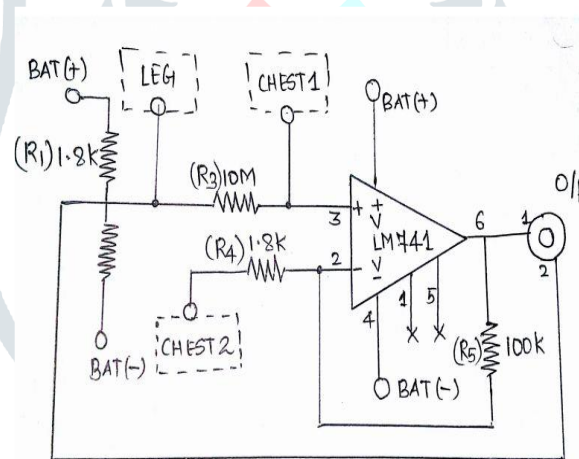 BAT(+)
LEG
CHEST1
BAT(+)
(R1) 1.8k
(R3) 10M
3
+
+
V
LM741
6
1
2
(R4) 1.8k
2
-
V
-
4
1
5
X X
CHEST2
BAT(-)
BAT(-)
(R5)
100k